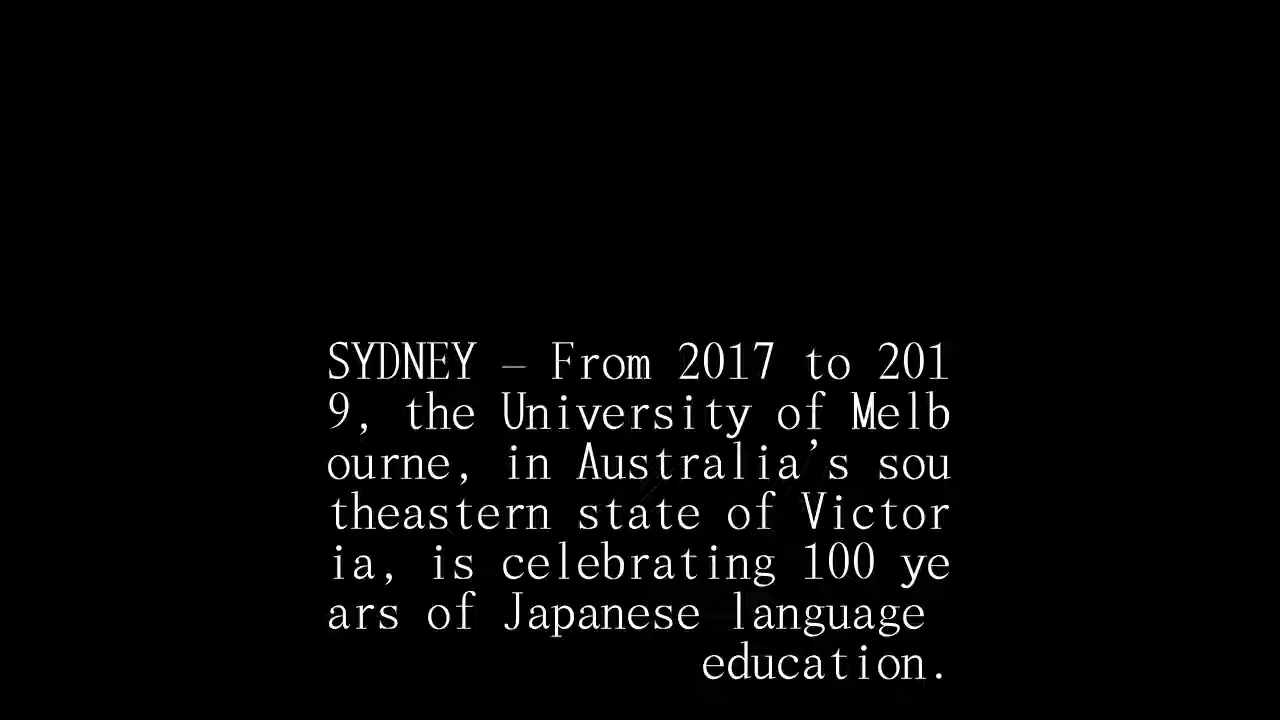 SYDNEY – From 2017 to 201
9, the University of Melb
ourne, in Australia’s sou
theastern state of Victor
ia, is celebrating 100 ye
ars of Japanese language
education.